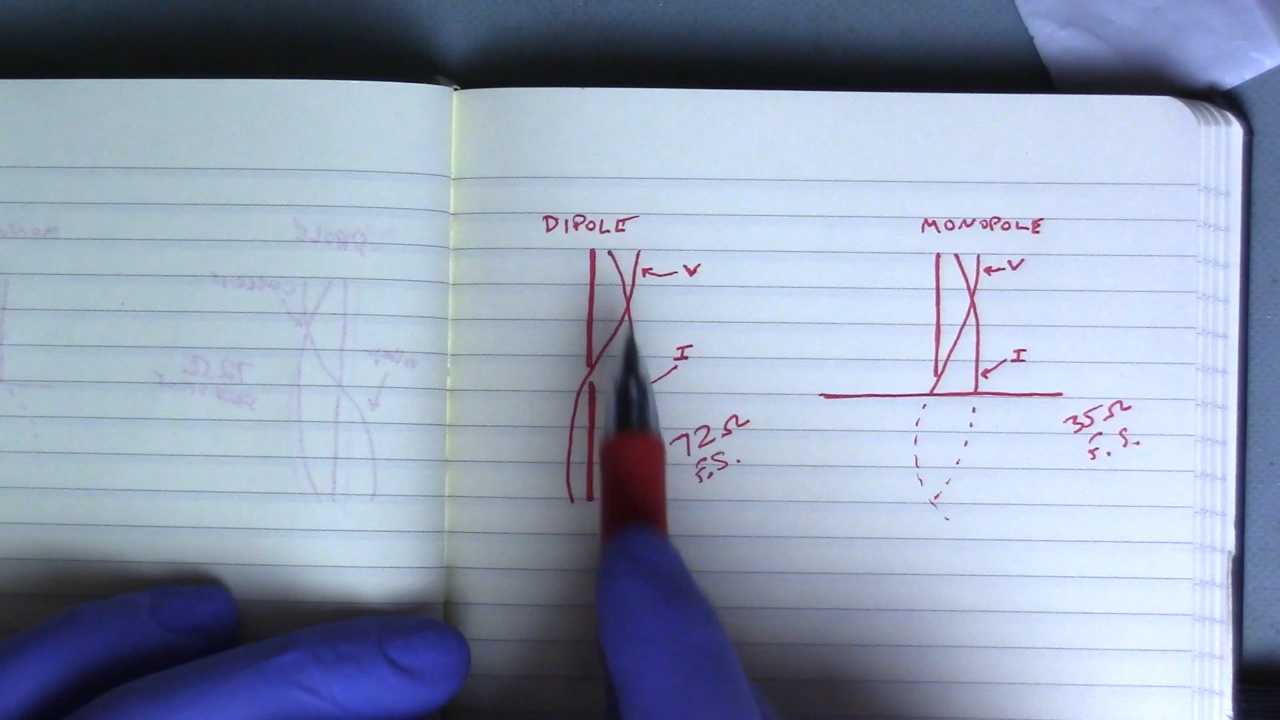 DIPOLE
V
I
72Ω
F.S.
MONOPOLE
V
I
35Ω
F.S.